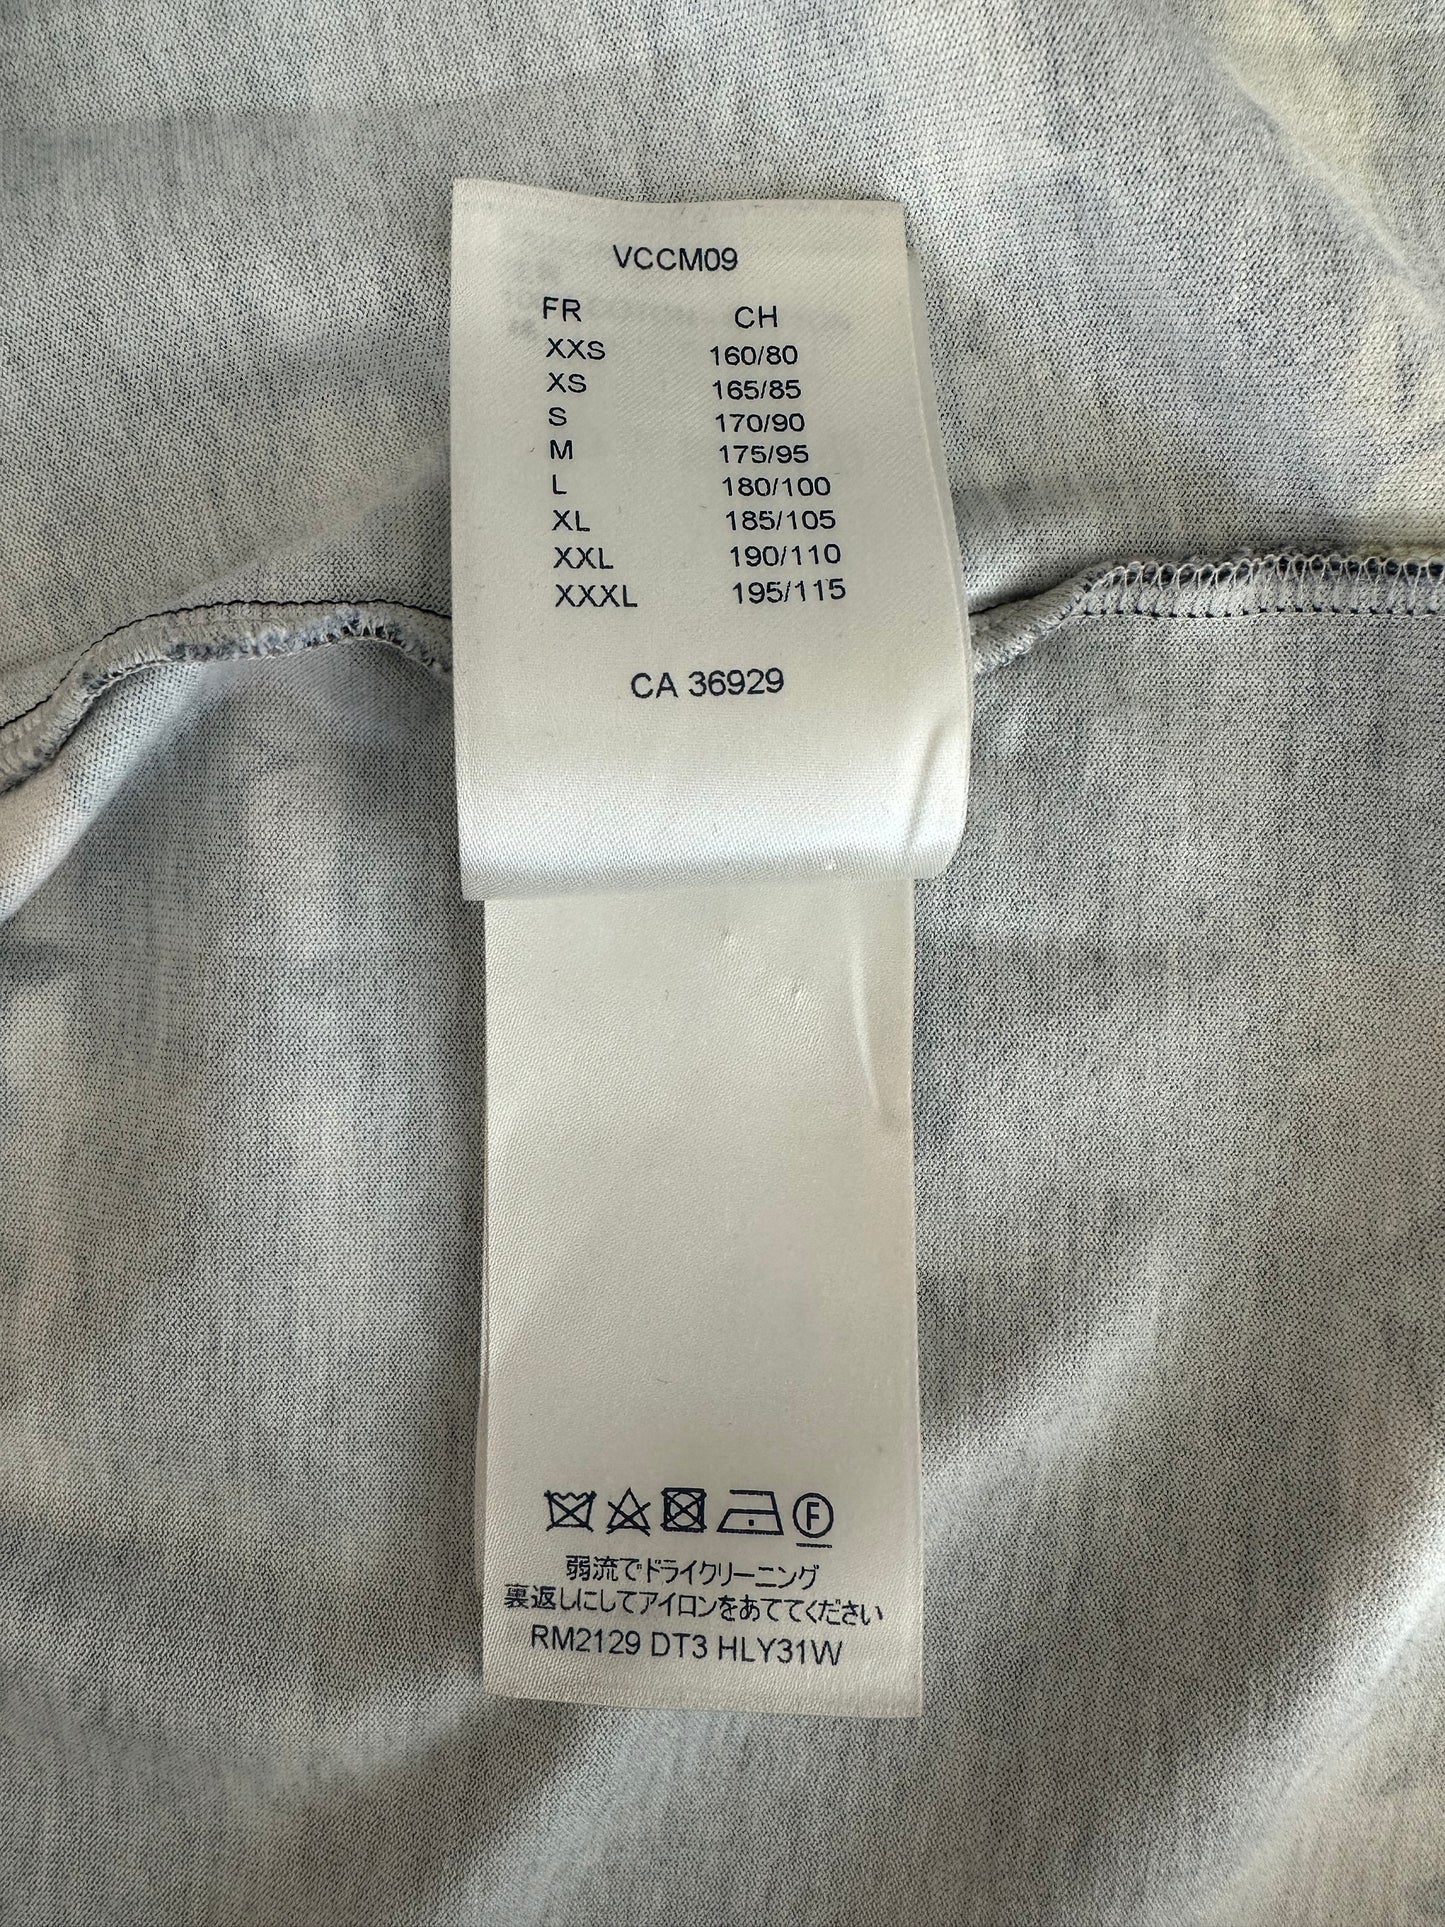 VCCM09
FR CH
XXS 160/80
XS 165/85
S 170/90
M 175/95
L 180/100
XL 185/105
XXL 190/110
XXXL 195/115
CA 36929
F
弱流でドライクリーニング
裏返しにしてアイロンをあててください
RM2129 DT3 HLY31W